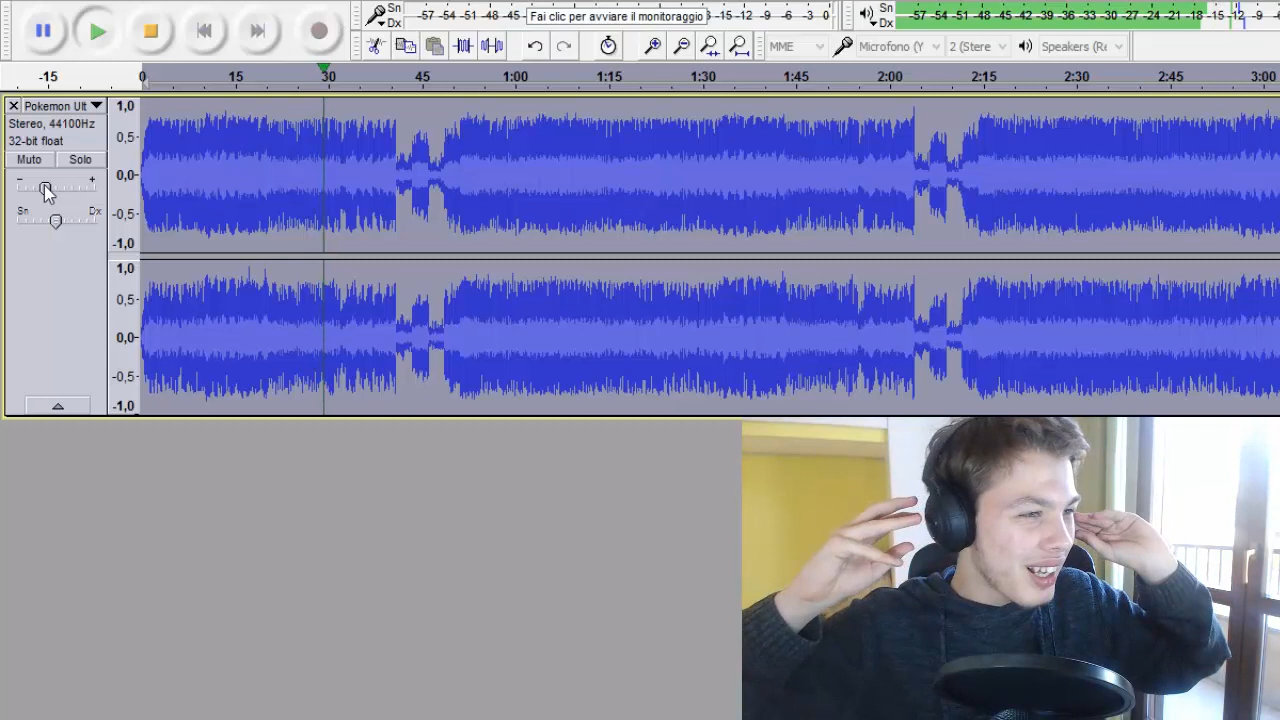 Sn
Dx
-57 -54 -51 -48 -45 -42 Fai clic per avviare il monitoraggio -18 -15 -12 -9 -6 -3 0
Sn
Dx
-57 -54 -51 -48 -45 -42 -39 -36 -33 -30 -27 -24 -21 -18 -15 -12 -9
MME
Microfono (Y
2 (Stere
Speakers (Re
-15 0 15 30 45 1:00 1:15 1:30 1:45 2:00 2:15 2:30 2:45 3:00
Pokemon Ult
Stereo, 44100Hz
32-bit float
Muto Solo
- +
Sn Dx
1,0
0,5-
0,0-
-0,5-
-1,0
1,0
0,5-
0,0-
-0,5-
-1,0